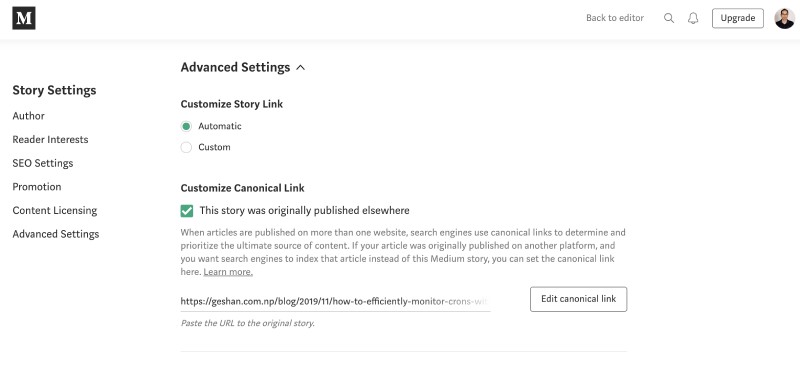 M
Back to editor
Upgrade
Story Settings
Author
Reader Interests
SEO Settings
Promotion
Content Licensing
Advanced Settings
Advanced Settings
Customize Story Link
Automatic
Custom
Customize Canonical Link
This story was originally published elsewhere
When articles are published on more than one website, search engines use canonical links to determine and
prioritize the ultimate source of content. If your article was originally published on another platform, and
you want search engines to index that article instead of this Medium story, you can set the canonical link
here. Learn more.
https://geshan.com.np/blog/2019/11/how-to-efficiently-monitor-crons-wit
Edit canonical link
Paste the URL to the original story.